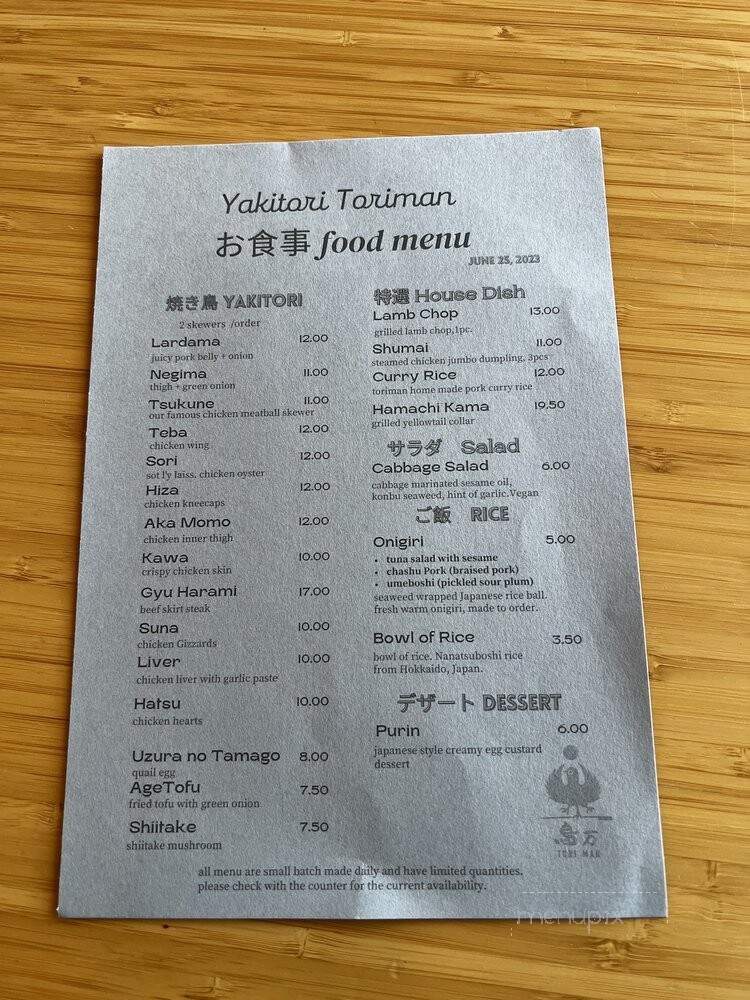 Yakitori Toriman
お食事 food menu
JUNE 25, 2023
焼き鳥 YAKITORI
2 skewers /order
Lardama 12.00
juicy pork belly + onion
Negima 11.00
thigh + green onion
Tsukune 11.00
our famous chicken meatball skewer
Teba 12.00
chicken wing
Sori 12.00
sot l'y laiss. chicken oyster
Hiza 12.00
chicken kneecaps
Aka Momo 12.00
chicken inner thigh
Kawa 10.00
crispy chicken skin
Gyu Harami 17.00
beef skirt steak
Suna 10.00
chicken Gizzards
Liver 10.00
chicken liver with garlic paste
Hatsu 10.00
chicken hearts
Uzura no Tamago 8.00
quail egg
AgeTofu 7.50
fried tofu with green onion
Shiitake 7.50
shiitake mushroom
特選 House Dish
Lamb Chop 13.00
grilled lamb chop,1pc.
Shumai 11.00
steamed chicken jumbo dumpling, 3pcs
Curry Rice 12.00
toriman home made pork curry rice
Hamachi Kama 19.50
grilled yellowtail collar
サラダ Salad
Cabbage Salad 6.00
cabbage marinated sesame oil,
konbu seaweed, hint of garlic.Vegan
ご飯 RICE
Onigiri 5.00
• tuna salad with sesame
• chashu Pork (braised pork)
• umeboshi (pickled sour plum)
seaweed wrapped Japanese rice ball.
fresh warm onigiri, made to order.
Bowl of Rice 3.50
bowl of rice. Nanatsuboshi rice
from Hokkaido, Japan.
デザート DESSERT
Purin 6.00
japanese style creamy egg custard
dessert
鳥万
TORI MAN
all menu are small batch made daily and have limited quantities.
please check with the counter for the current availability.
menupix